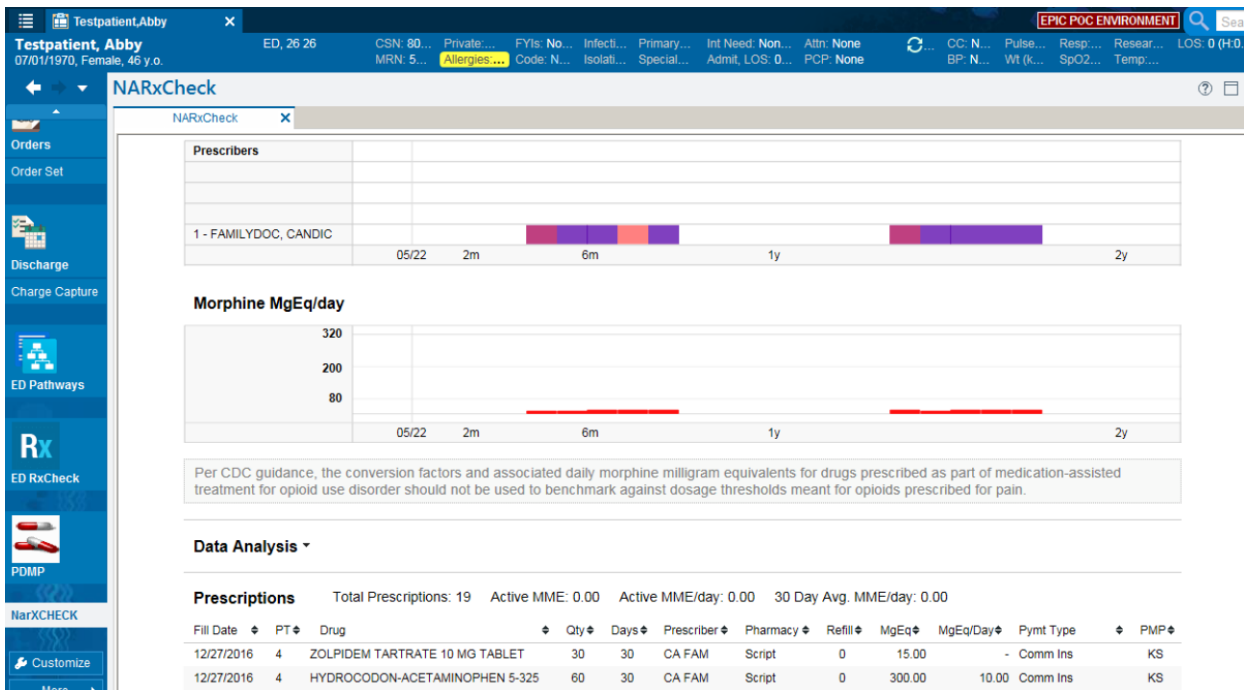 Testpatient,Abby
EPIC POC ENVIRONMENT
Sea
Testpatient, Abby
ED, 26 26
CSN: 80...
Private:...
FYIs: No...
Infecti...
Primary...
Int Need: Non...
Attn: None
C...
CC: N...
Pulse...
Resp:...
Resear...
LOS: 0 (H:0.
07/01/1970, Female, 46 y.o.
MRN: 5...
Allergies:...
Code: N...
Isolati...
Special...
Admit, LOS: 0...
PCP: None
BP: N...
Wt (k...
SpO2...
Temp:...
NARxCheck
NARxCheck
Orders
Order Set
Discharge
Charge Capture
ED Pathways
Rx
ED RxCheck
PDMP
NarXCHECK
Customize
More
Prescribers
1 - FAMILYDOC, CANDIC
05/22 2m 6m 1y 2y
Morphine MgEq/day
320
200
80
05/22 2m 6m 1y 2y
Per CDC guidance, the conversion factors and associated daily morphine milligram equivalents for drugs prescribed as part of medication-assisted
treatment for opioid use disorder should not be used to benchmark against dosage thresholds meant for opioids prescribed for pain.
Data Analysis
Prescriptions Total Prescriptions: 19 Active MME: 0.00 Active MME/day: 0.00 30 Day Avg. MME/day: 0.00
Fill Date PT Drug Qty Days Prescriber Pharmacy Refill MgEq MgEq/Day Pymt Type PMP
12/27/2016 4 ZOLPIDEM TARTRATE 10 MG TABLET 30 30 CA FAM Script 0 15.00 - Comm Ins KS
12/27/2016 4 HYDROCODON-ACETAMINOPHEN 5-325 60 30 CA FAM Script 0 300.00 10.00 Comm Ins KS